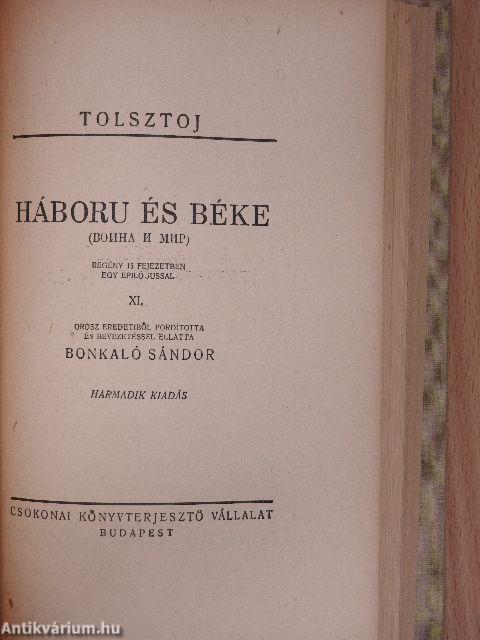 TOLSZTOJ
HÁBORU ÉS BÉKE
(ВОИНА И МИР)
REGÉNY 15 FEJEZETBEN
EGY EPILÓGUSSAL
XI.
OROSZ EREDETIBŐL FORDÍTOTTA
ÉS BEVEZETÉSSEL ELLÁTTA
BONKALÓ SÁNDOR
HARMADIK KIADÁS
CSOKONAI KÖNYVTERJESZTŐ VÁLLALAT
BUDAPEST
Antikvárium.hu